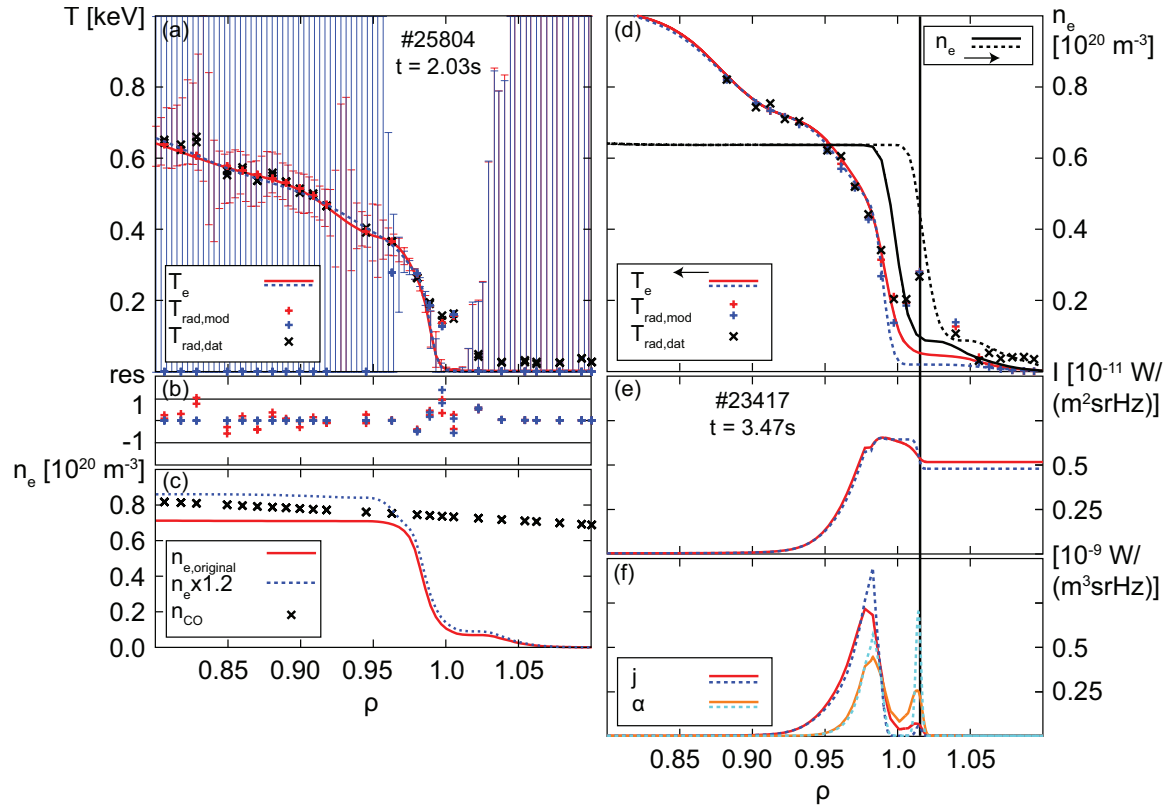 T [keV]
(a)
#25804
t = 2.03s
0.8
0.6
0.4
0.2
T_e
T_rad,mod
T_rad,dat
res
(b)
1
-1
n_e [10^20 m^-3]
(c)
0.8
0.6
0.4
0.2
0.0
n_e,original
n_e x1.2
n_CO
0.85 0.90 0.95 1.0 1.05
ρ
(d)
n_e
n_e
[10^20 m^-3]
0.8
0.6
0.4
0.2
T_e
T_rad,mod
T_rad,dat
I [10^-11 W/
(m^2srHz)]
(e)
#23417
t = 3.47s
0.5
0.25
[10^-9 W/
(m^3srHz)]
(f)
0.5
0.25
j
α
0.85 0.90 0.95 1.0 1.05
ρ